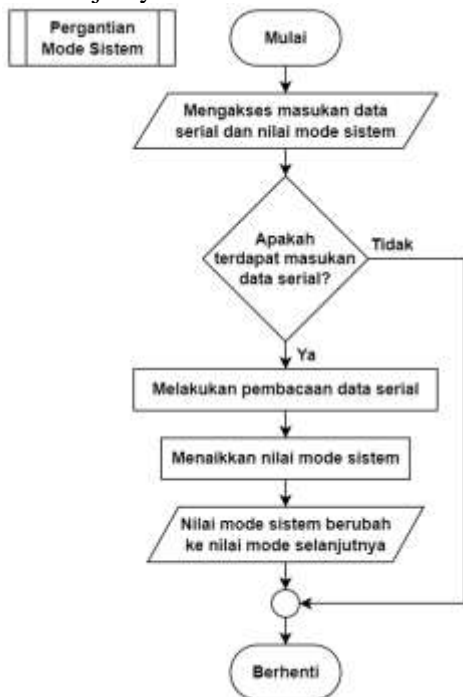 Pergantian
Mode Sistem
Mulai
Mengakses masukan data
serial dan nilai mode sistem
Apakah
terdapat masukan
data serial?
Tidak
Ya
Melakukan pembacaan data serial
Menaikkan nilai mode sistem
Nilai mode sistem berubah
ke nilai mode selanjutnya
Berhenti